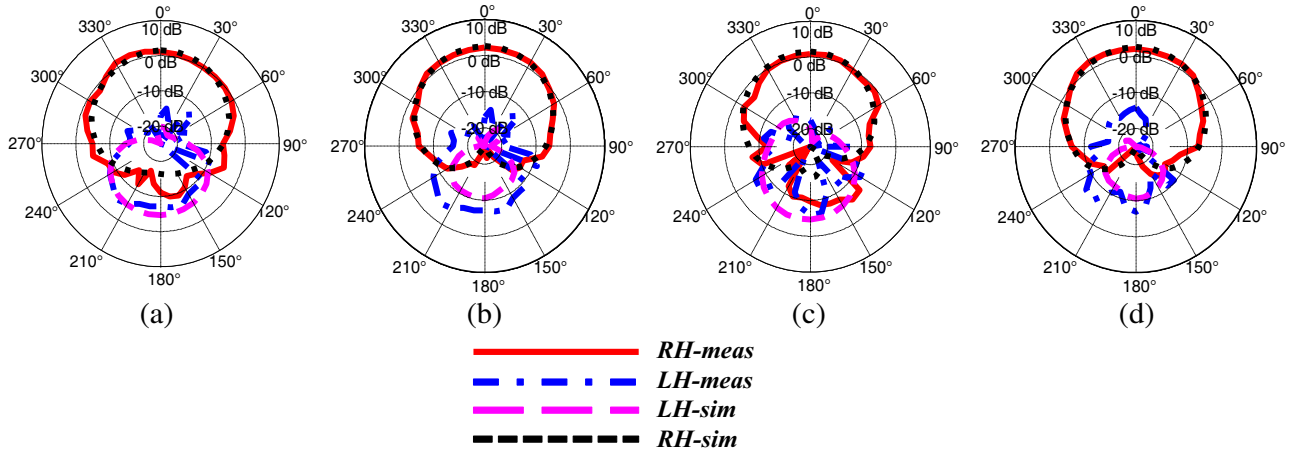 0°
30°
60°
90°
120°
150°
180°
210°
240°
270°
300°
330°
10 dB
0 dB
-10 dB
-20 dB
(a)
0°
30°
60°
90°
120°
150°
180°
210°
240°
270°
300°
330°
10 dB
0 dB
-10 dB
-20 dB
(b)
0°
30°
60°
90°
120°
150°
180°
210°
240°
270°
300°
330°
10 dB
0 dB
-10 dB
-20 dB
(c)
0°
30°
60°
90°
120°
150°
180°
210°
240°
270°
300°
330°
10 dB
0 dB
-10 dB
-20 dB
(d)
RH-meas
LH-meas
LH-sim
RH-sim